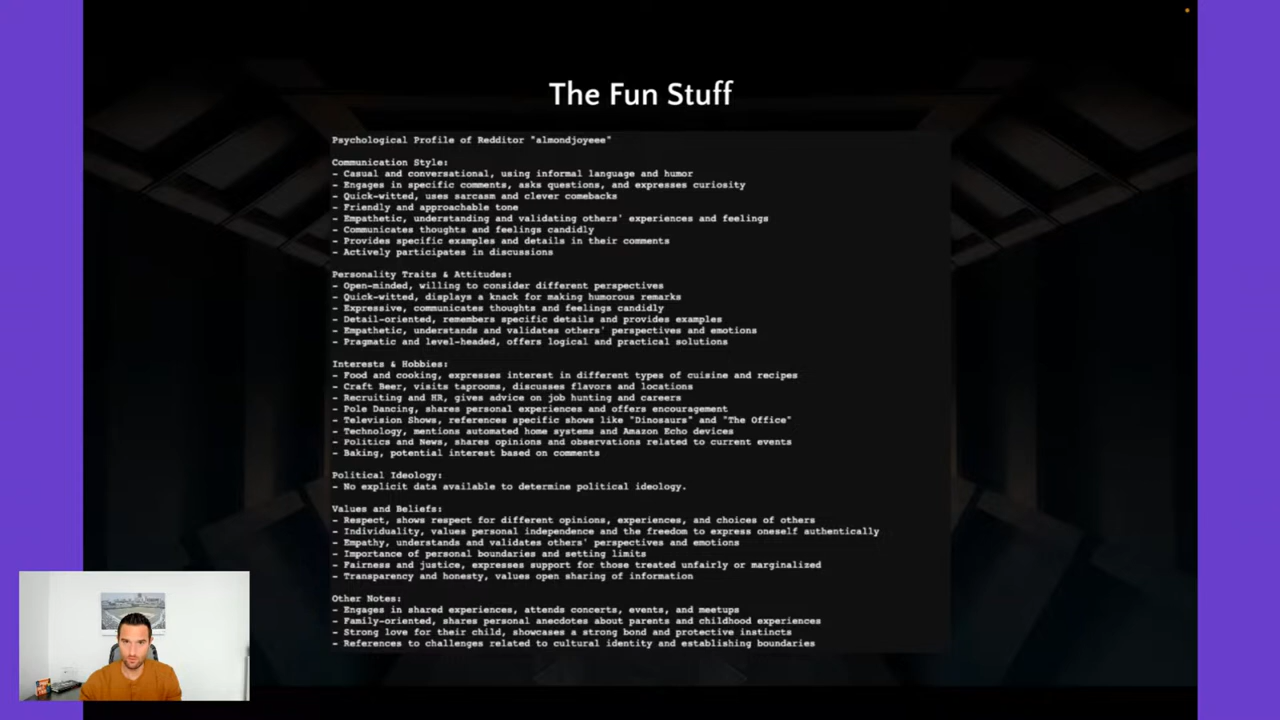 The Fun Stuff
Psychological Profile of Redditor "almondjoyeee"
Communication Style:
- Casual and conversational, using informal language and humor
- Engages in specific comments, asks questions, and expresses curiosity
- Quick-witted, uses sarcasm and clever comebacks
- Friendly and approachable tone
- Empathetic, understanding and validating others' experiences and feelings
- Communicates thoughts and feelings candidly
- Provides specific examples and details in their comments
- Actively participates in discussions
Personality Traits & Attitudes:
- Open-minded, willing to consider different perspectives
- Quick-witted, displays a knack for making humorous remarks
- Expressive, communicates thoughts and feelings candidly
- Detail-oriented, remembers specific details and provides examples
- Empathetic, understands and validates others' perspectives and emotions
- Pragmatic and level-headed, offers logical and practical solutions
Interests & Hobbies:
- Food and cooking, expresses interest in different types of cuisine and recipes
- Craft Beer, visits taprooms, discusses flavors and locations
- Recruiting and HR, gives advice on job hunting and careers
- Pole Dancing, shares personal experiences and offers encouragement
- Television Shows, references specific shows like "Dinosaurs" and "The Office"
- Technology, mentions automated home systems and Amazon Echo devices
- Politics and News, shares opinions and observations related to current events
- Baking, potential interest based on comments
Political Ideology:
- No explicit data available to determine political ideology.
Values and Beliefs:
- Respect, shows respect for different opinions, experiences, and choices of others
- Individuality, values personal independence and the freedom to express oneself authentically
- Empathy, understands and validates others' perspectives and emotions
- Importance of personal boundaries and setting limits
- Fairness and justice, expresses support for those treated unfairly or marginalized
- Transparency and honesty, values open sharing of information
Other Notes:
- Engages in shared experiences, attends concerts, events, and meetups
- Family-oriented, shares personal anecdotes about parents and childhood experiences
- Strong love for their child, showcases a strong bond and protective instincts
- References to challenges related to cultural identity and establishing boundaries